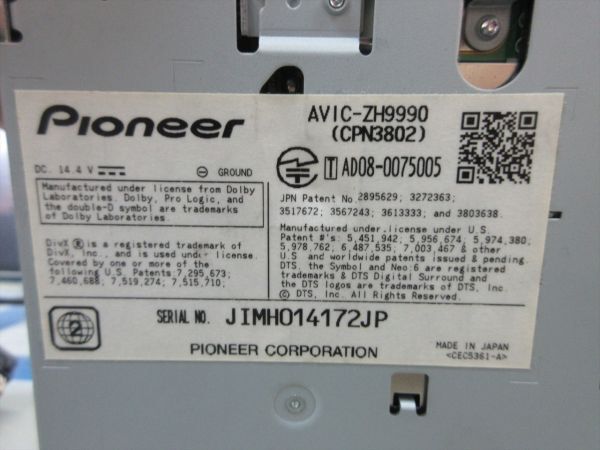 Pioneer
AVIC-ZH9990
(CPN3802)
DC. 14.4 V
GROUND
T AD08-0075005
Manufactured under license from Dolby
Laboratories. Dolby, Pro Logic, and
the double-D symbol are trademarks
of Dolby Laboratories.
JPN Patent No. 2895629; 3272363;
3517672; 3567243; 3613333; and 3803638.
DivX ® is a registered trademark of
DivX, Inc., and is used under license.
Covered by one or more of the
following U.S. Patents 7,295,673;
7,460,688; 7,519,274; 7,515,710;
Manufactured under license under U.S.
Patent #'s: 5,451,942; 5,956,674; 5,974,380;
5,978,762; 6,487,535; 7,003,467 & other
U.S. and worldwide patents issued & pending
DTS, the Symbol and Neo:6 are registered
trademarks & DTS Digital Surround and
the DTS logos are trademarks of DTS, Inc.
© DTS, Inc. All Rights Reserved.
2
SERIAL NO. JIMH014172JP
PIONEER CORPORATION
MADE IN JAPAN
<CEC5361-A>